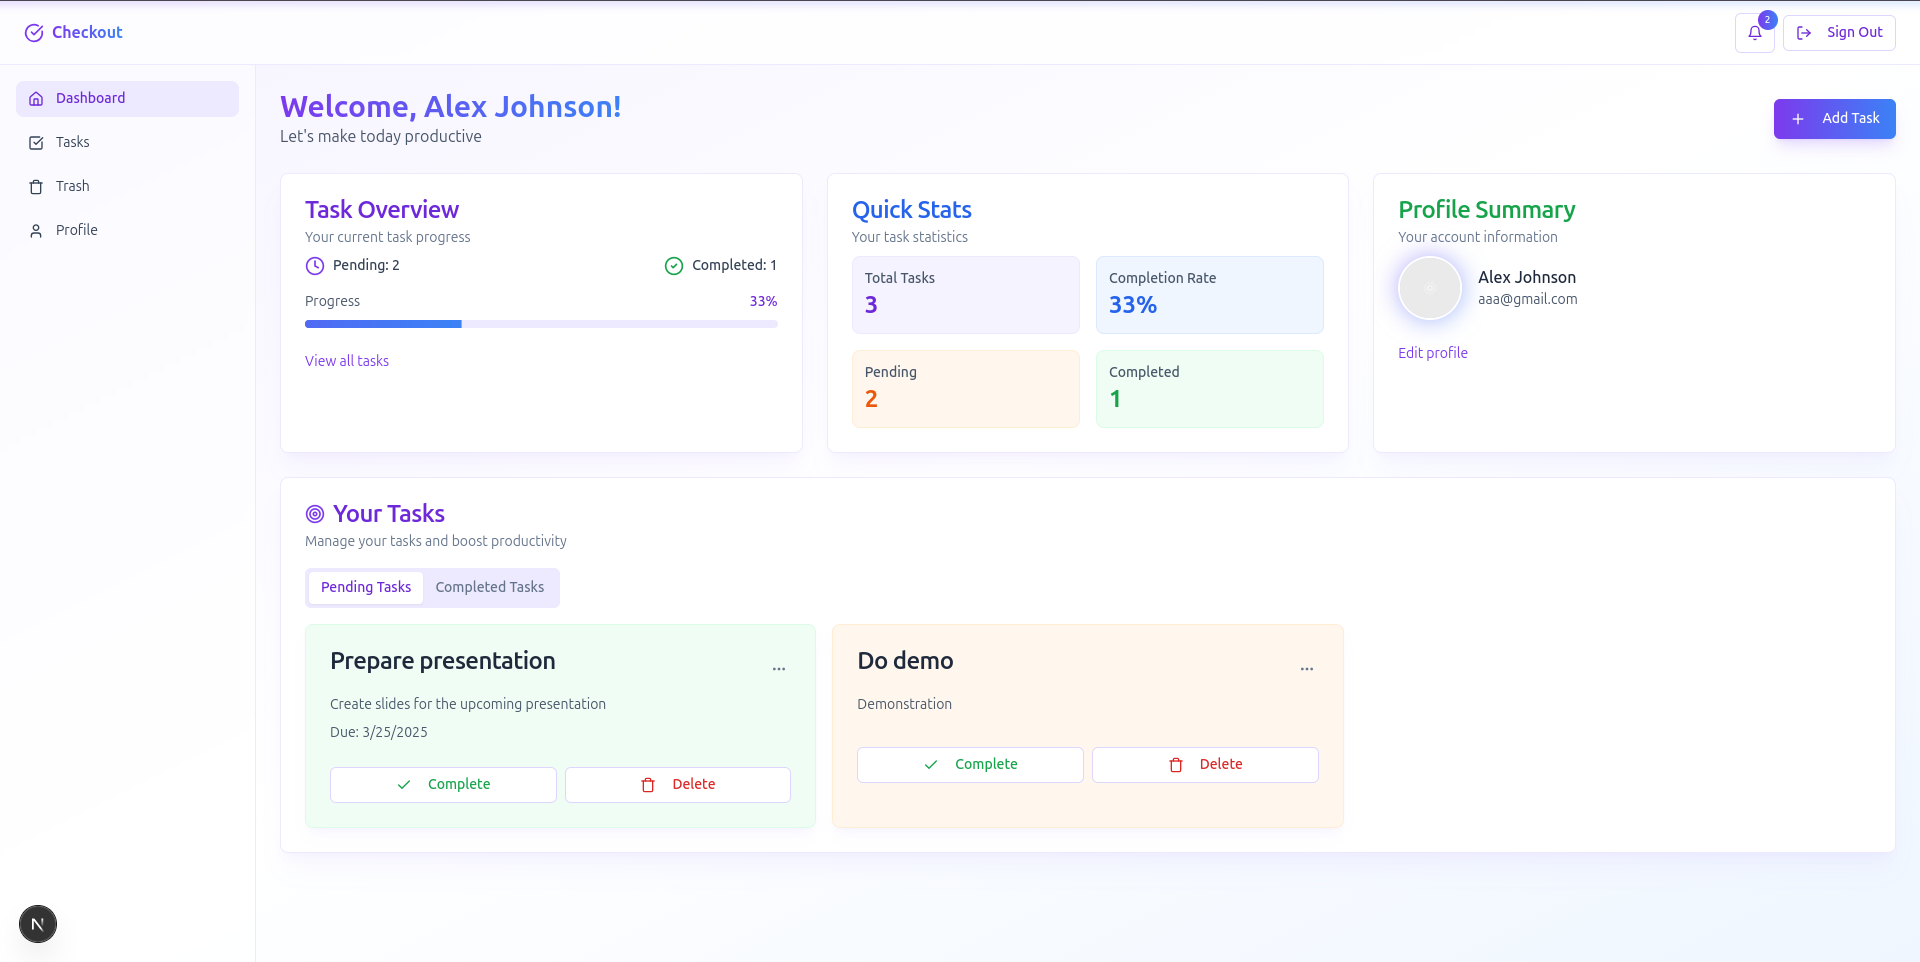 Checkout
2
Sign Out
Dashboard
Tasks
Trash
Profile
Welcome, Alex Johnson!
Let's make today productive
Add Task
Task Overview
Your current task progress
Pending: 2
Completed: 1
Progress
33%
View all tasks
Quick Stats
Your task statistics
Total Tasks
3
Completion Rate
33%
Pending
2
Completed
1
Profile Summary
Your account information
Alex Johnson
aaa@gmail.com
Edit profile
Your Tasks
Manage your tasks and boost productivity
Pending Tasks
Completed Tasks
Prepare presentation
...
Create slides for the upcoming presentation
Due: 3/25/2025
Complete
Delete
Do demo
...
Demonstration
Complete
Delete
N